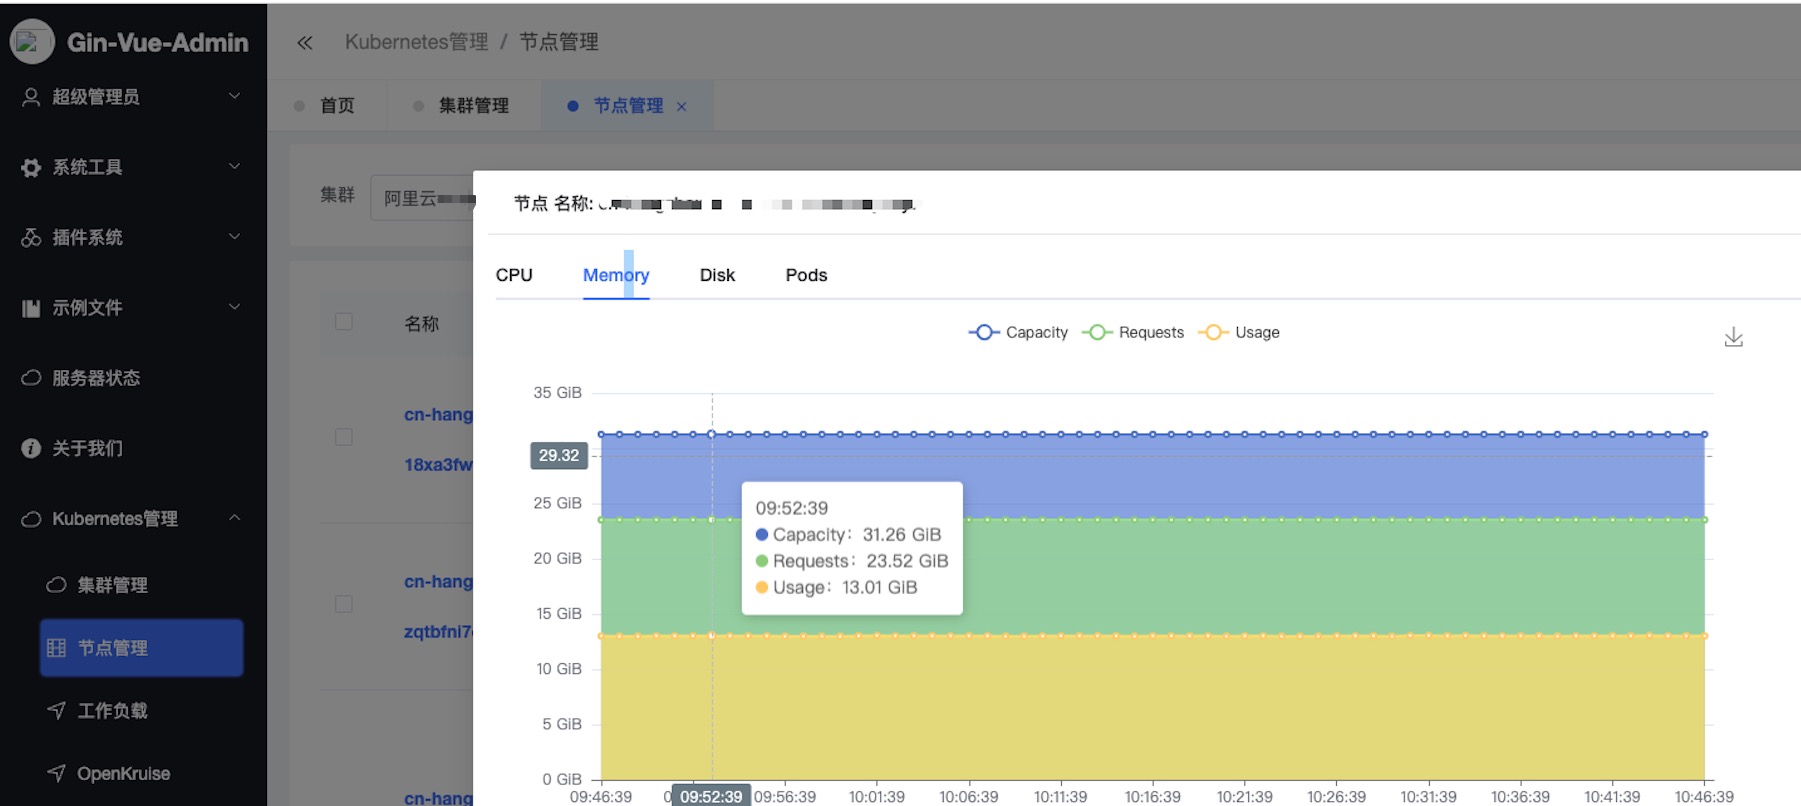 Gin-Vue-Admin
超级管理员
系统工具
插件系统
示例文件
服务器状态
关于我们
Kubernetes管理
集群管理
节点管理
工作负载
OpenKruise
Kubernetes管理 / 节点管理
首页
集群管理
节点管理
集群
阿里云
名称
cn-hang
18xa3fw
cn-hang
zqtbfni7
cn-hang
节点 名称:
CPU
Memory
Disk
Pods
Capacity
Requests
Usage
35 GiB
29.32
25 GiB
20 GiB
15 GiB
10 GiB
5 GiB
0 GiB
09:52:39
Capacity： 31.26 GiB
Requests： 23.52 GiB
Usage： 13.01 GiB
09:46:39
09:52:39
09:56:39
10:01:39
10:06:39
10:11:39
10:16:39
10:21:39
10:26:39
10:31:39
10:36:39
10:41:39
10:46:39